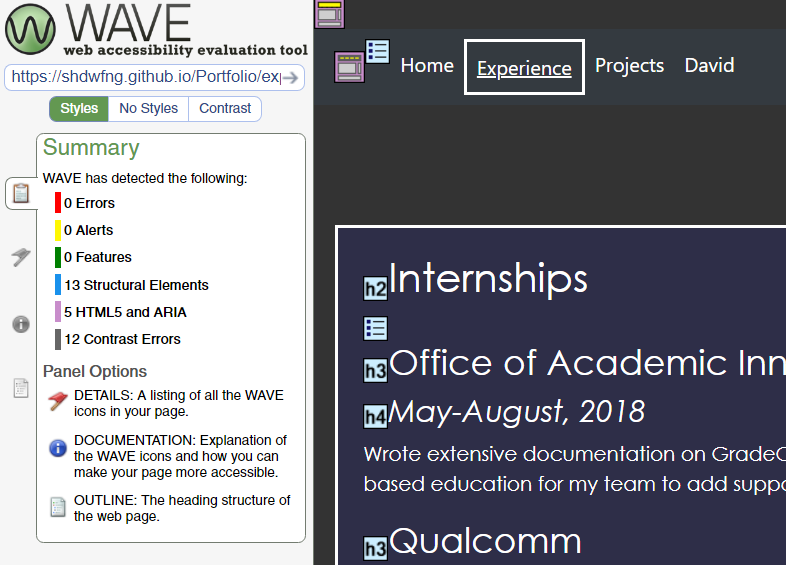 WAVE
web accessibility evaluation tool
https://shdwfng.github.io/Portfolio/ex
Styles No Styles Contrast
Summary
WAVE has detected the following:
0 Errors
0 Alerts
0 Features
13 Structural Elements
5 HTML5 and ARIA
12 Contrast Errors
Panel Options
DETAILS: A listing of all the WAVE
icons in your page.
DOCUMENTATION: Explanation of
the WAVE icons and how you can
make your page more accessible.
OUTLINE: The heading structure of
the web page.
Home Experience Projects David
h2 Internships
h3 Office of Academic Inn
h4 May-August, 2018
Wrote extensive documentation on Grade
based education for my team to add supp
h3 Qualcomm